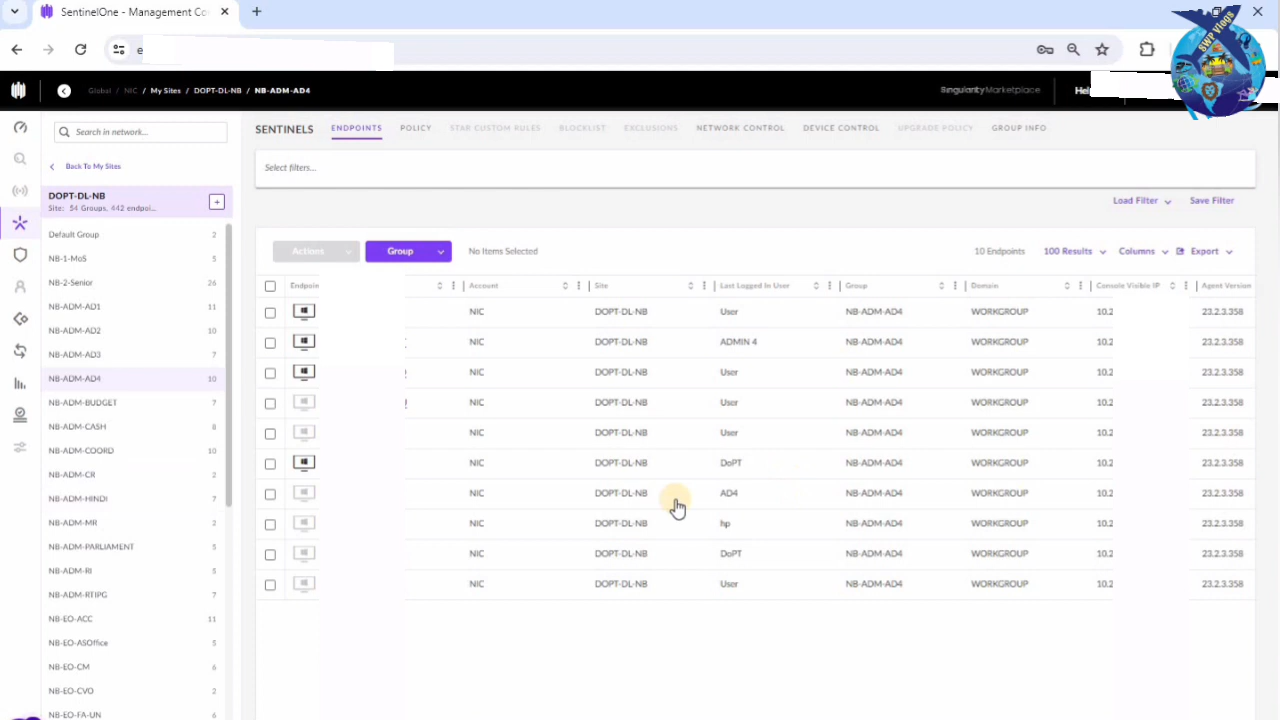 SentinelOne - Management Co
e
Global / NIC / My Sites / DOPT-DL-NB / NB-ADM-AD4
Singularity Marketplace
Hel
SWP Vlogs
Search in network...
Back To My Sites
DOPT-DL-NB
Site: 54 Groups, 442 endpoi...
Default Group 2
NB-1-MoS 5
NB-2-Senior 26
NB-ADM-AD1 11
NB-ADM-AD2 10
NB-ADM-AD3 7
NB-ADM-AD4 10
NB-ADM-BUDGET 7
NB-ADM-CASH 8
NB-ADM-COORD 10
NB-ADM-CR 2
NB-ADM-HINDI 7
NB-ADM-MR 2
NB-ADM-PARLIAMENT 5
NB-ADM-RI 5
NB-ADM-RTIPG 7
NB-EO-ACC 11
NB-EO-ASOffice 5
NB-EO-CM 6
NB-EO-CVO 2
NB-EO-FA-UN 6
SENTINELS ENDPOINTS POLICY STAR CUSTOM RULES BLOCKLIST EXCLUSIONS NETWORK CONTROL DEVICE CONTROL UPGRADE POLICY GROUP INFO
Select filters...
Load Filter Save Filter
Actions Group No Items Selected 10 Endpoints 100 Results Columns Export
Endpoin Account Site Last Logged In User Group Domain Console Visible IP Agent Version
NIC DOPT-DL-NB User NB-ADM-AD4 WORKGROUP 10.2 23.2.3.358
NIC DOPT-DL-NB ADMIN 4 NB-ADM-AD4 WORKGROUP 10.2 23.2.3.358
NIC DOPT-DL-NB User NB-ADM-AD4 WORKGROUP 10.2 23.2.3.358
NIC DOPT-DL-NB User NB-ADM-AD4 WORKGROUP 10.2 23.2.3.358
NIC DOPT-DL-NB User NB-ADM-AD4 WORKGROUP 10.2 23.2.3.358
NIC DOPT-DL-NB DoPT NB-ADM-AD4 WORKGROUP 10.2 23.2.3.358
NIC DOPT-DL-NB AD4 NB-ADM-AD4 WORKGROUP 10.2 23.2.3.358
NIC DOPT-DL-NB hp NB-ADM-AD4 WORKGROUP 10.2 23.2.3.358
NIC DOPT-DL-NB DoPT NB-ADM-AD4 WORKGROUP 10.2 23.2.3.358
NIC DOPT-DL-NB User NB-ADM-AD4 WORKGROUP 10.2 23.2.3.358